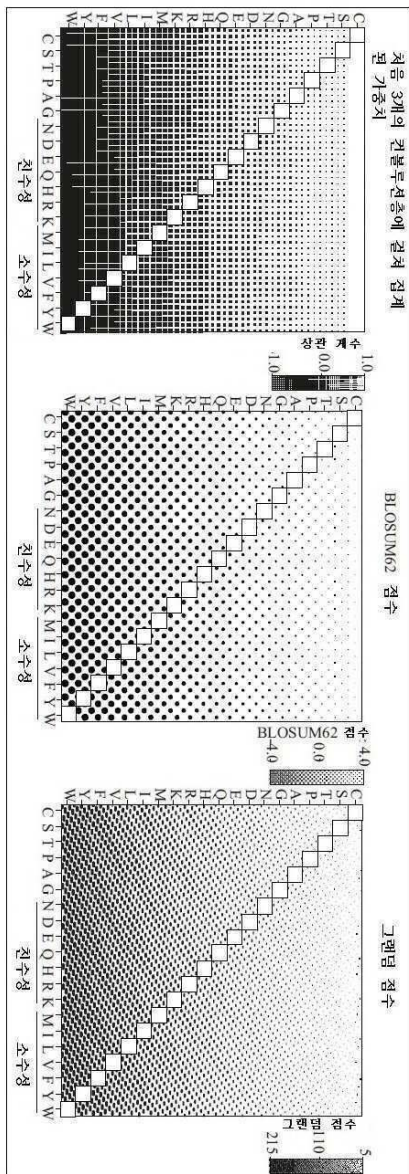 처음 3개의 컨볼루션층에 걸쳐 집계
된 가중치
C S T P A G N D E Q H R K M I L V F Y W
C S T P A G N D E Q H R K M I L V F Y W
친수성 소수성
상관 계수
1.0
0.0
-1.0
BLOSUM62 점수
C S T P A G N D E Q H R K M I L V F Y W
C S T P A G N D E Q H R K M I L V F Y W
친수성 소수성
BLOSUM62 점수
4.0
0.0
-4.0
그랜덤 점수
C S T P A G N D E Q H R K M I L V F Y W
C S T P A G N D E Q H R K M I L V F Y W
친수성 소수성
그랜덤 점수
5
110
215